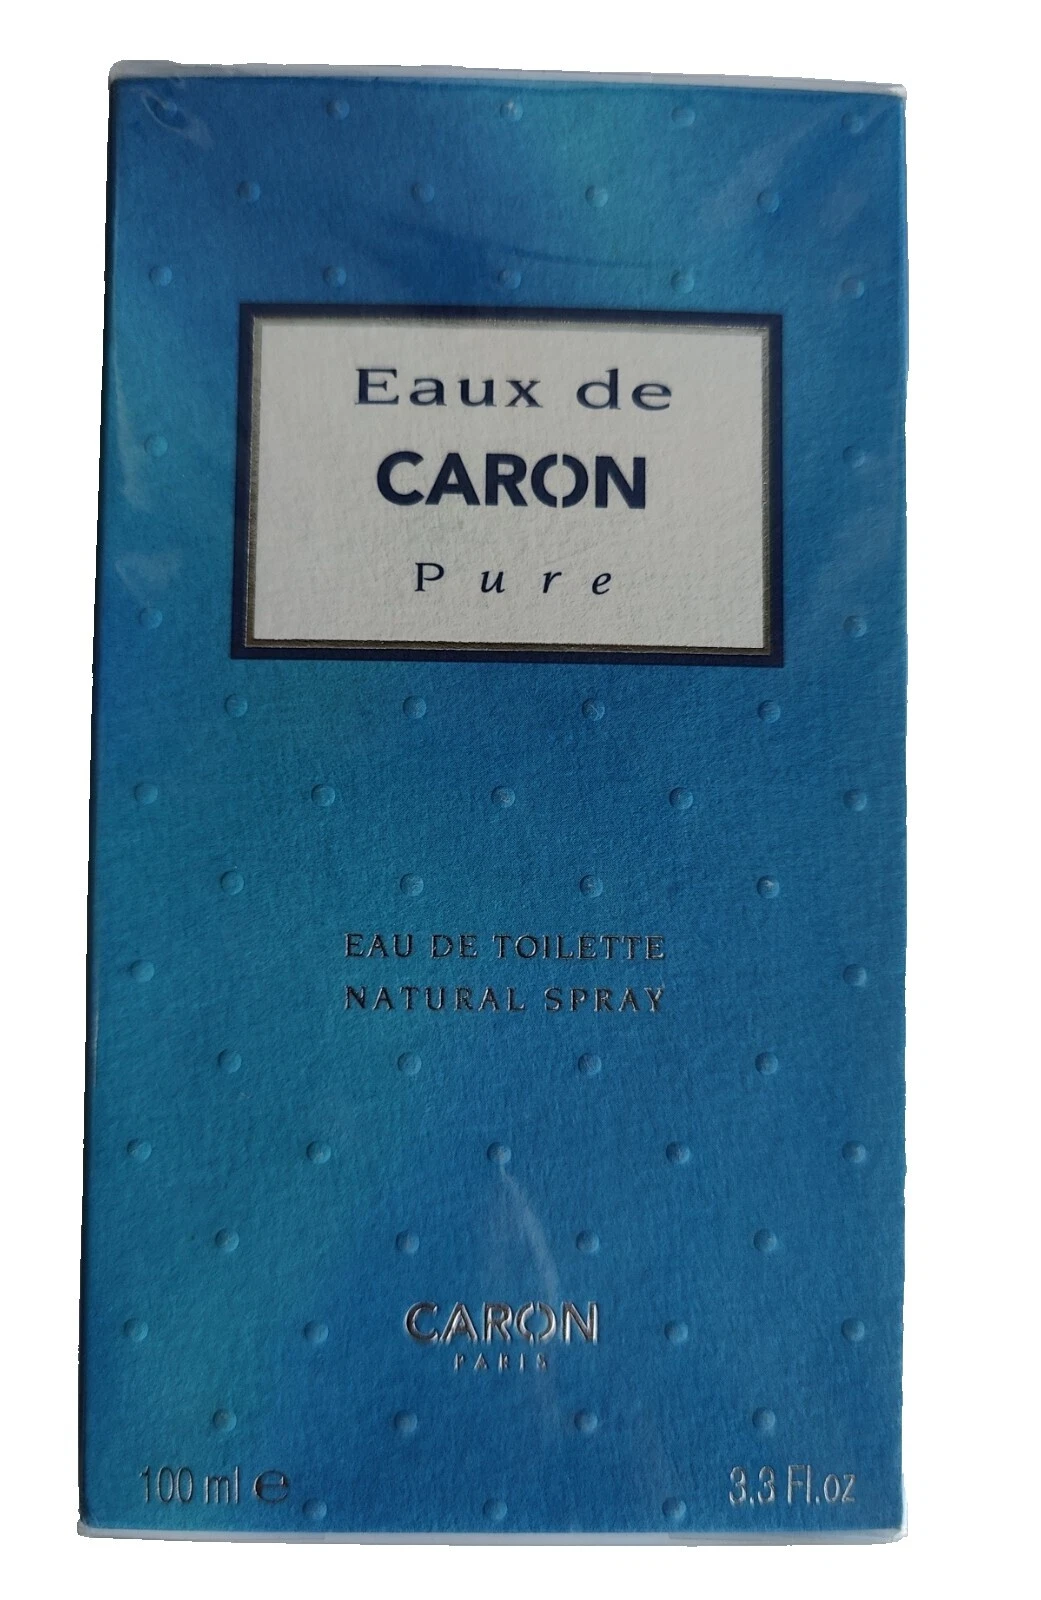 Eaux de
CARON
Pure
EAU DE TOILETTE
NATURAL SPRAY
CARON
PARIS
100 ml ℮
3.3 Fl.oz